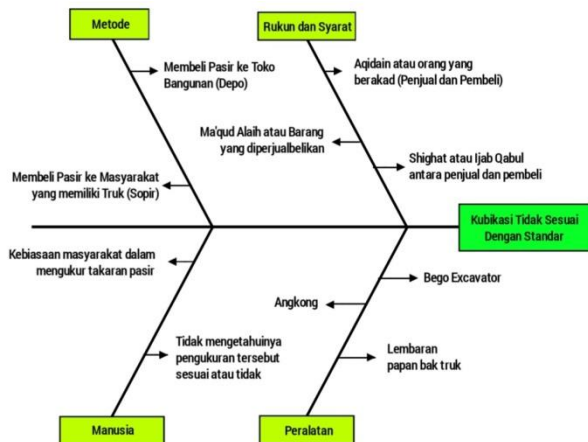 Metode
Rukun dan Syarat
Membeli Pasir ke Toko
Bangunan (Depo)
Aqidain atau orang yang
berakad (Penjual dan Pembeli)
Ma'qud Alaih atau Barang
yang diperjualbelikan
Membeli Pasir ke Masyarakat
yang memiliki Truk (Sopir)
Shighat atau Ijab Qabul
antara penjual dan pembeli
Kubikasi Tidak Sesuai
Dengan Standar
Kebiasaan masyarakat dalam
mengukur takaran pasir
Bego Excavator
Angkong
Tidak mengetahuinya
pengukuran tersebut
sesuai atau tidak
Lembaran
papan bak truk
Manusia
Peralatan